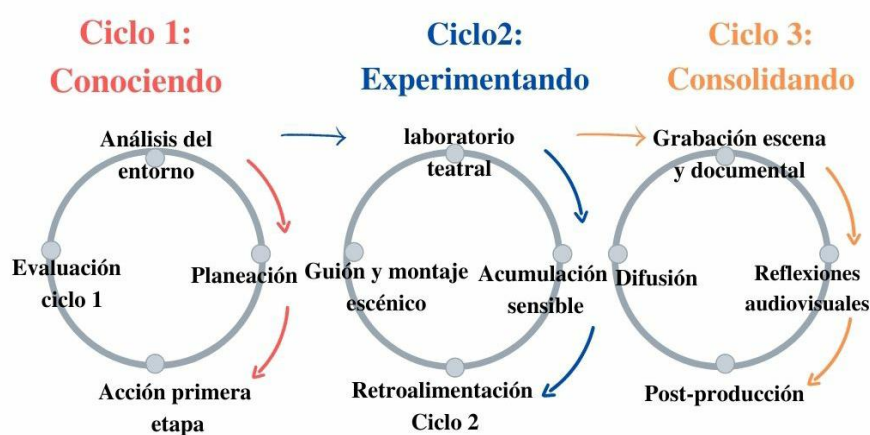 Ciclo 1:
Conociendo
Análisis del
entorno
Planeación
Acción primera
etapa
Evaluación
ciclo 1
Ciclo2:
Experimentando
laboratorio
teatral
Acumulación
sensible
Retroalimentación
Ciclo 2
Guión y montaje
escénico
Ciclo 3:
Consolidando
Grabación escena
y documental
Reflexiones
audiovisuales
Post-producción
Difusión